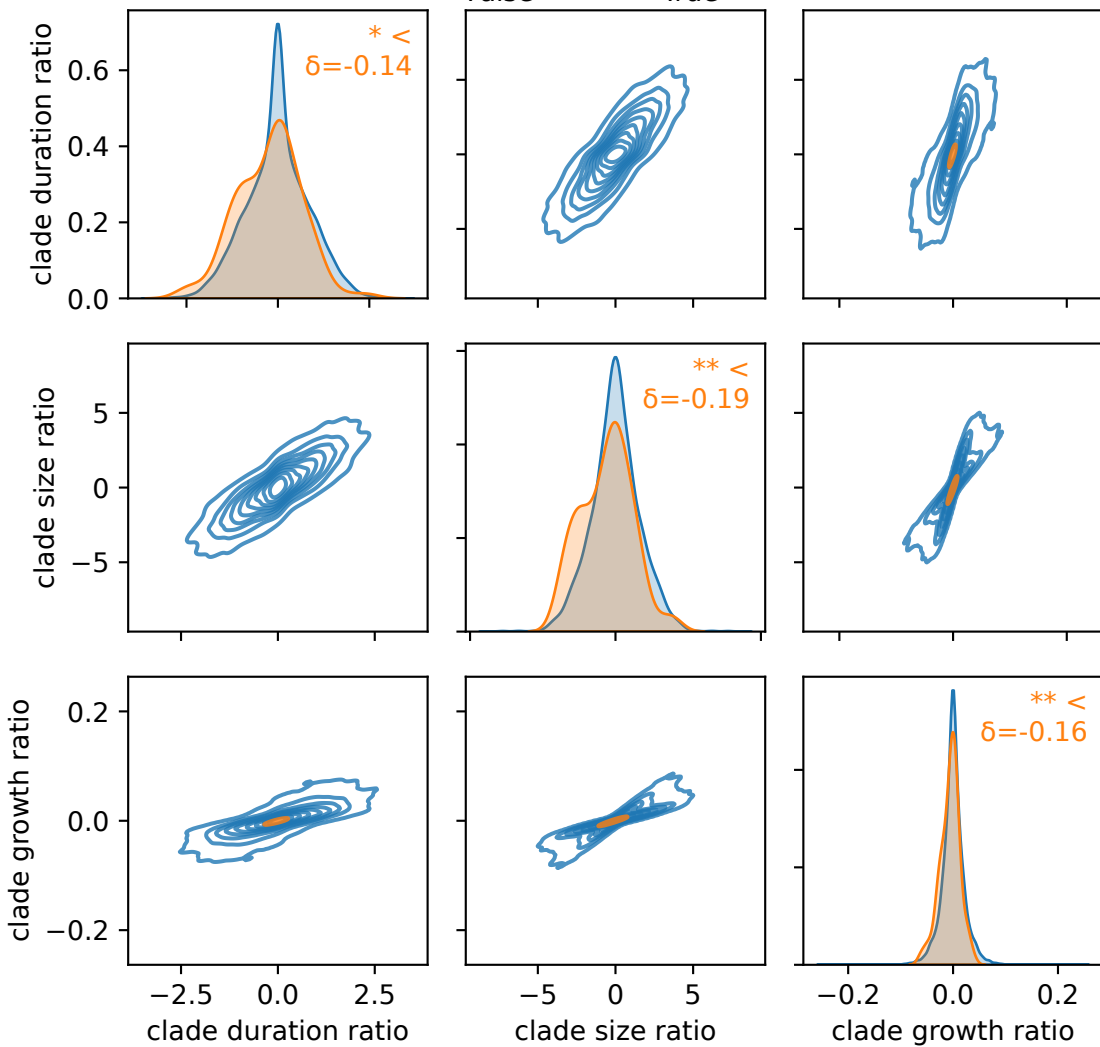 False True
clade duration ratio
0.6
0.4
0.2
0.0
* <
δ=-0.14
clade size ratio
5
0
−5
** <
δ=-0.19
clade growth ratio
0.2
0.0
−0.2
** <
δ=-0.16
−2.5 0.0 2.5
−5 0 5
−0.2 0.0 0.2
clade duration ratio
clade size ratio
clade growth ratio